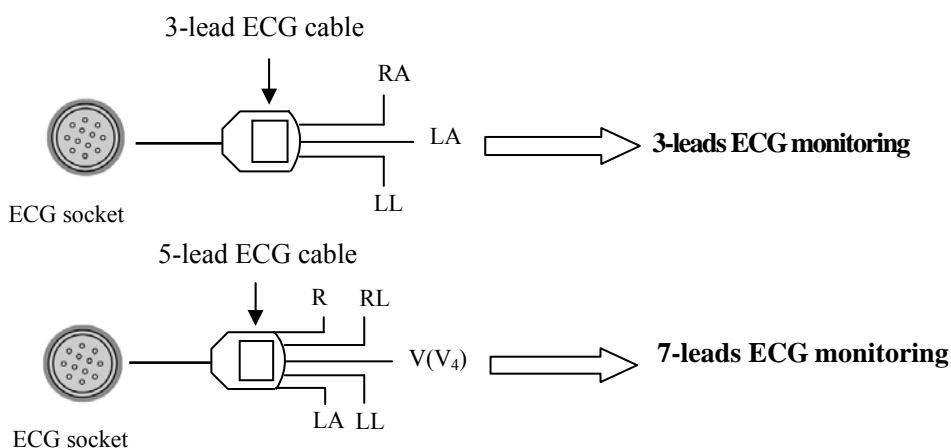 3-lead ECG cable
RA
LA
LL
3-leads ECG monitoring
ECG socket
5-lead ECG cable
R
RL
V(V₄)
LA
LL
7-leads ECG monitoring
ECG socket